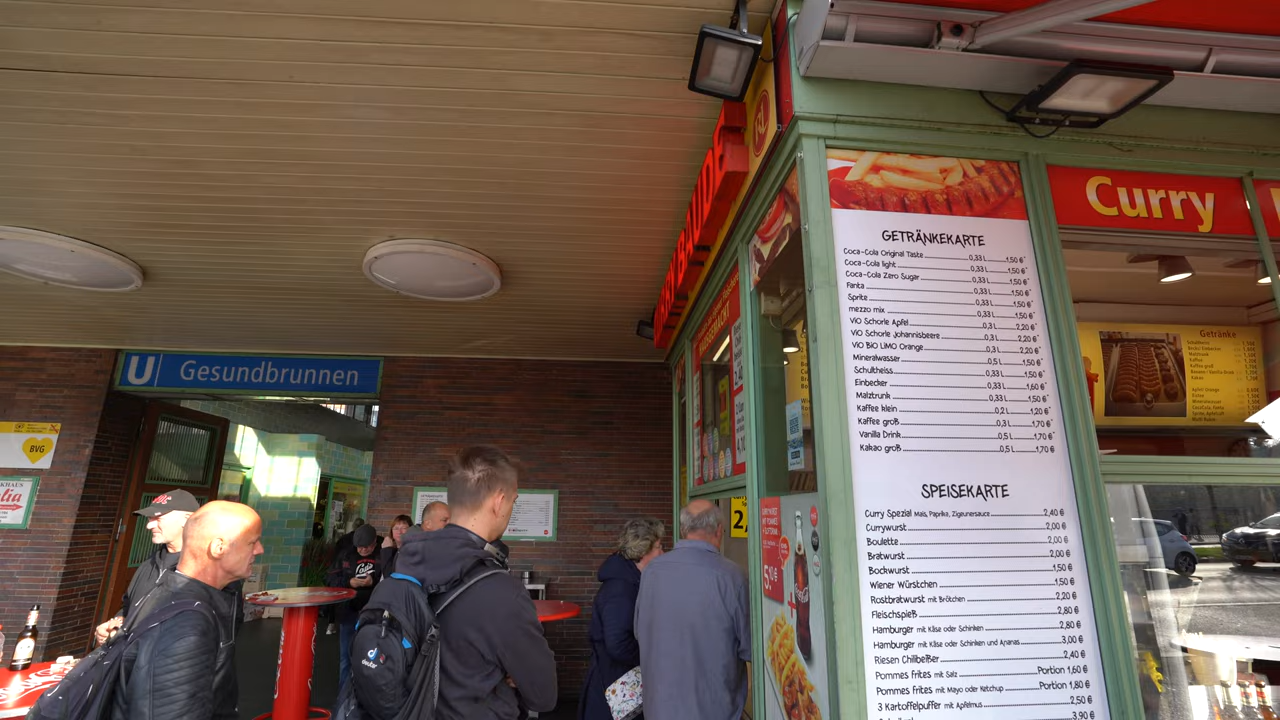 CURRY BAUDE
Curry
U Gesundbrunnen
BVG
GETRÄNKEKARTE
Coca-Cola Original Taste 0,33 L 1,50 €*
Coca-Cola light 0,33 L 1,50 €*
Coca-Cola Zero Sugar 0,33 L 1,50 €*
Fanta 0,33 L 1,50 €*
Sprite 0,33 L 1,50 €*
mezzo mix 0,33 L 1,50 €*
ViO Schorle Apfel 0,3 L 2,20 €*
ViO Schorle Johannisbeere 0,3 L 2,20 €*
ViO BiO LiMO Orange 0,3 L 2,20 €*
Mineralwasser 0,5 L 1,50 €*
Schultheiss 0,33 L 1,50 €*
Einbecker 0,33 L 1,60 €*
Malztrunk 0,33 L 1,50 €*
Kaffee klein 0,2 L 1,20 €*
Kaffee groß 0,3 L 1,70 €*
Vanilla Drink 0,5 L 1,70 €*
Kakao groß 0,5 L 1,70 €*
SPEISEKARTE
Curry Spezial Mais, Paprika, Zigeunersauce 2,40 €
Currywurst 2,00 €
Boulette 2,00 €
Bratwurst 2,00 €
Bockwurst 1,50 €
Wiener Würstchen 1,50 €
Rostbratwurst mit Brötchen 2,20 €
Fleischspieß 2,80 €
Hamburger mit Käse oder Schinken 2,80 €
Hamburger mit Käse oder Schinken und Ananas 3,00 €
Riesen Chilibeißer 2,40 €
Pommes frites mit Salz Portion 1,60 €
Pommes frites mit Mayo oder Ketchup Portion 1,80 €
3 Kartoffelpuffer mit Apfelmus 2,50 €
3,90 €
Getränke
deuter